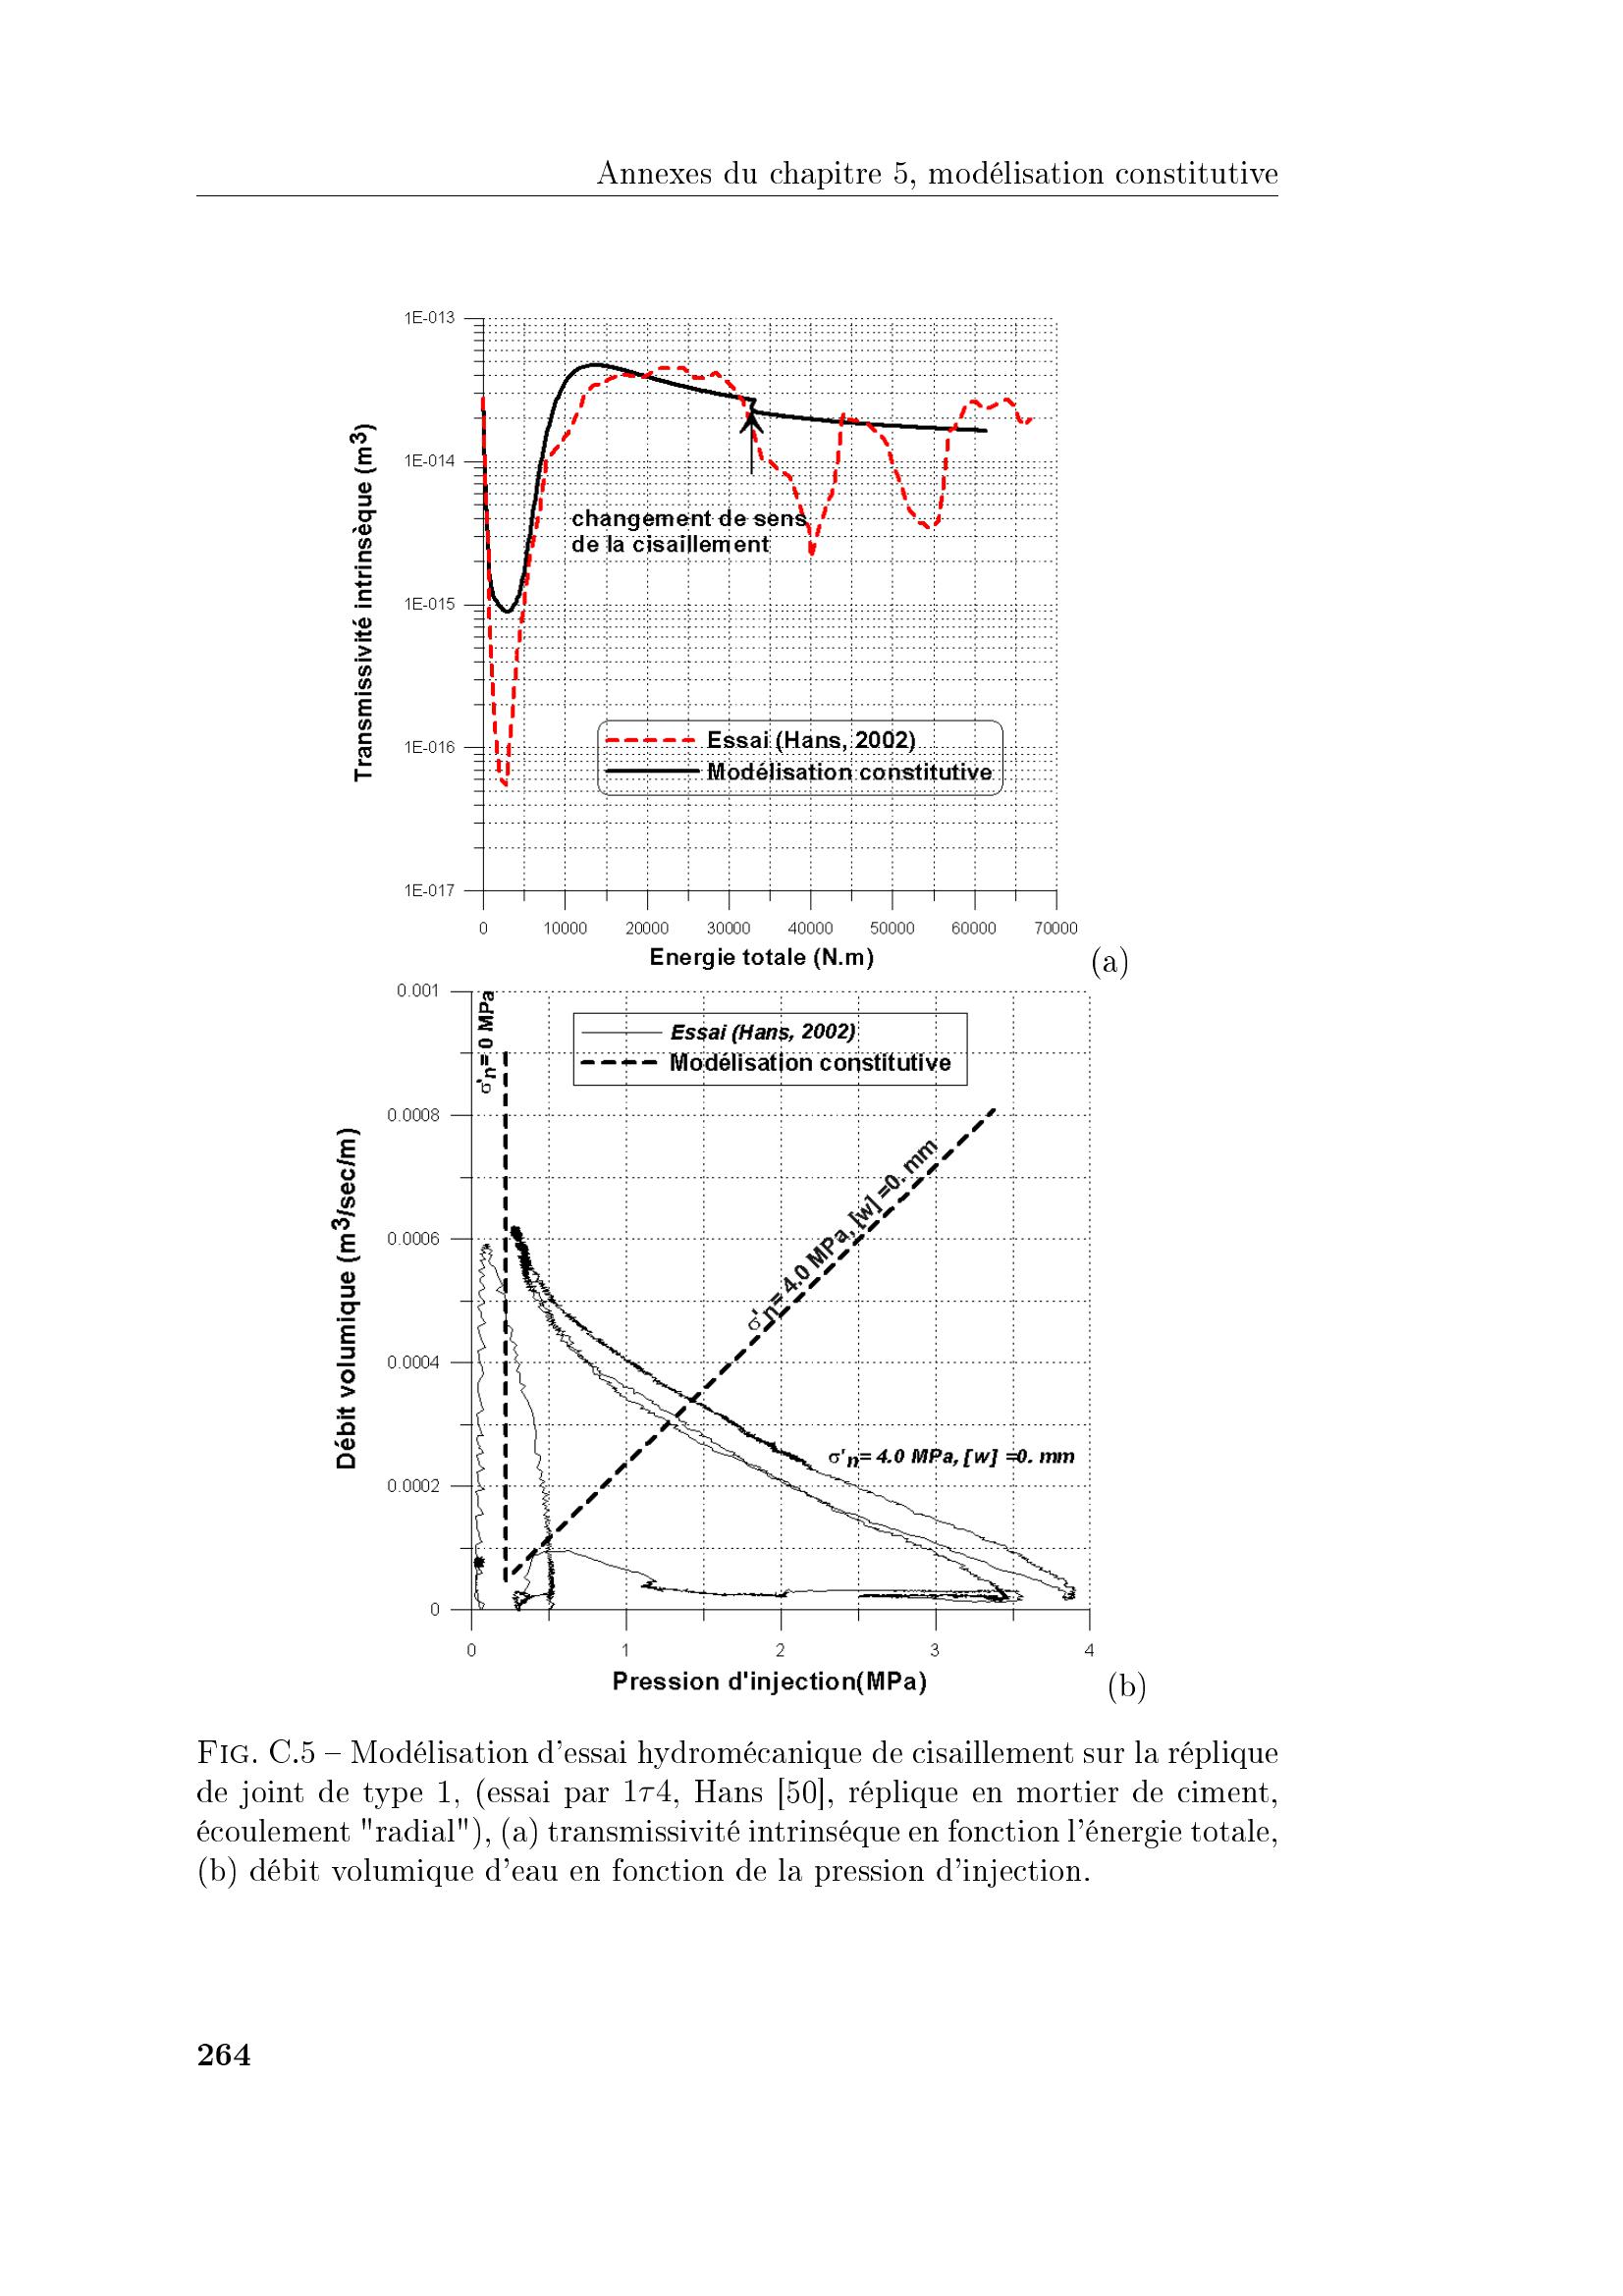 Annexes du chapitre 5, modélisation constitutive
1E-013
1E-014
1E-015
1E-016
1E-017
Transmissivité intrinsèque (m3)
changement de sens
de la cisaillement
Essai (Hans, 2002)
Modélisation constitutive
0 10000 20000 30000 40000 50000 60000 70000
Energie totale (N.m)
(a)
0.001
0.0008
0.0006
0.0004
0.0002
0
Débit volumique (m3/sec/m)
σ'n= 0 MPa
Essai (Hans, 2002)
Modélisation constitutive
σ'n= 4.0 MPa, [w] =0. mm
σ'n= 4.0 MPa, [w] =0. mm
0 1 2 3 4
Pression d'injection(MPa)
(b)
FIG. C.5 – Modélisation d'essai hydromécanique de cisaillement sur la réplique
de joint de type 1, (essai par 1τ4, Hans [50], réplique en mortier de ciment,
écoulement "radial"), (a) transmissivité intrinséque en fonction l'énergie totale,
(b) débit volumique d'eau en fonction de la pression d'injection.
264